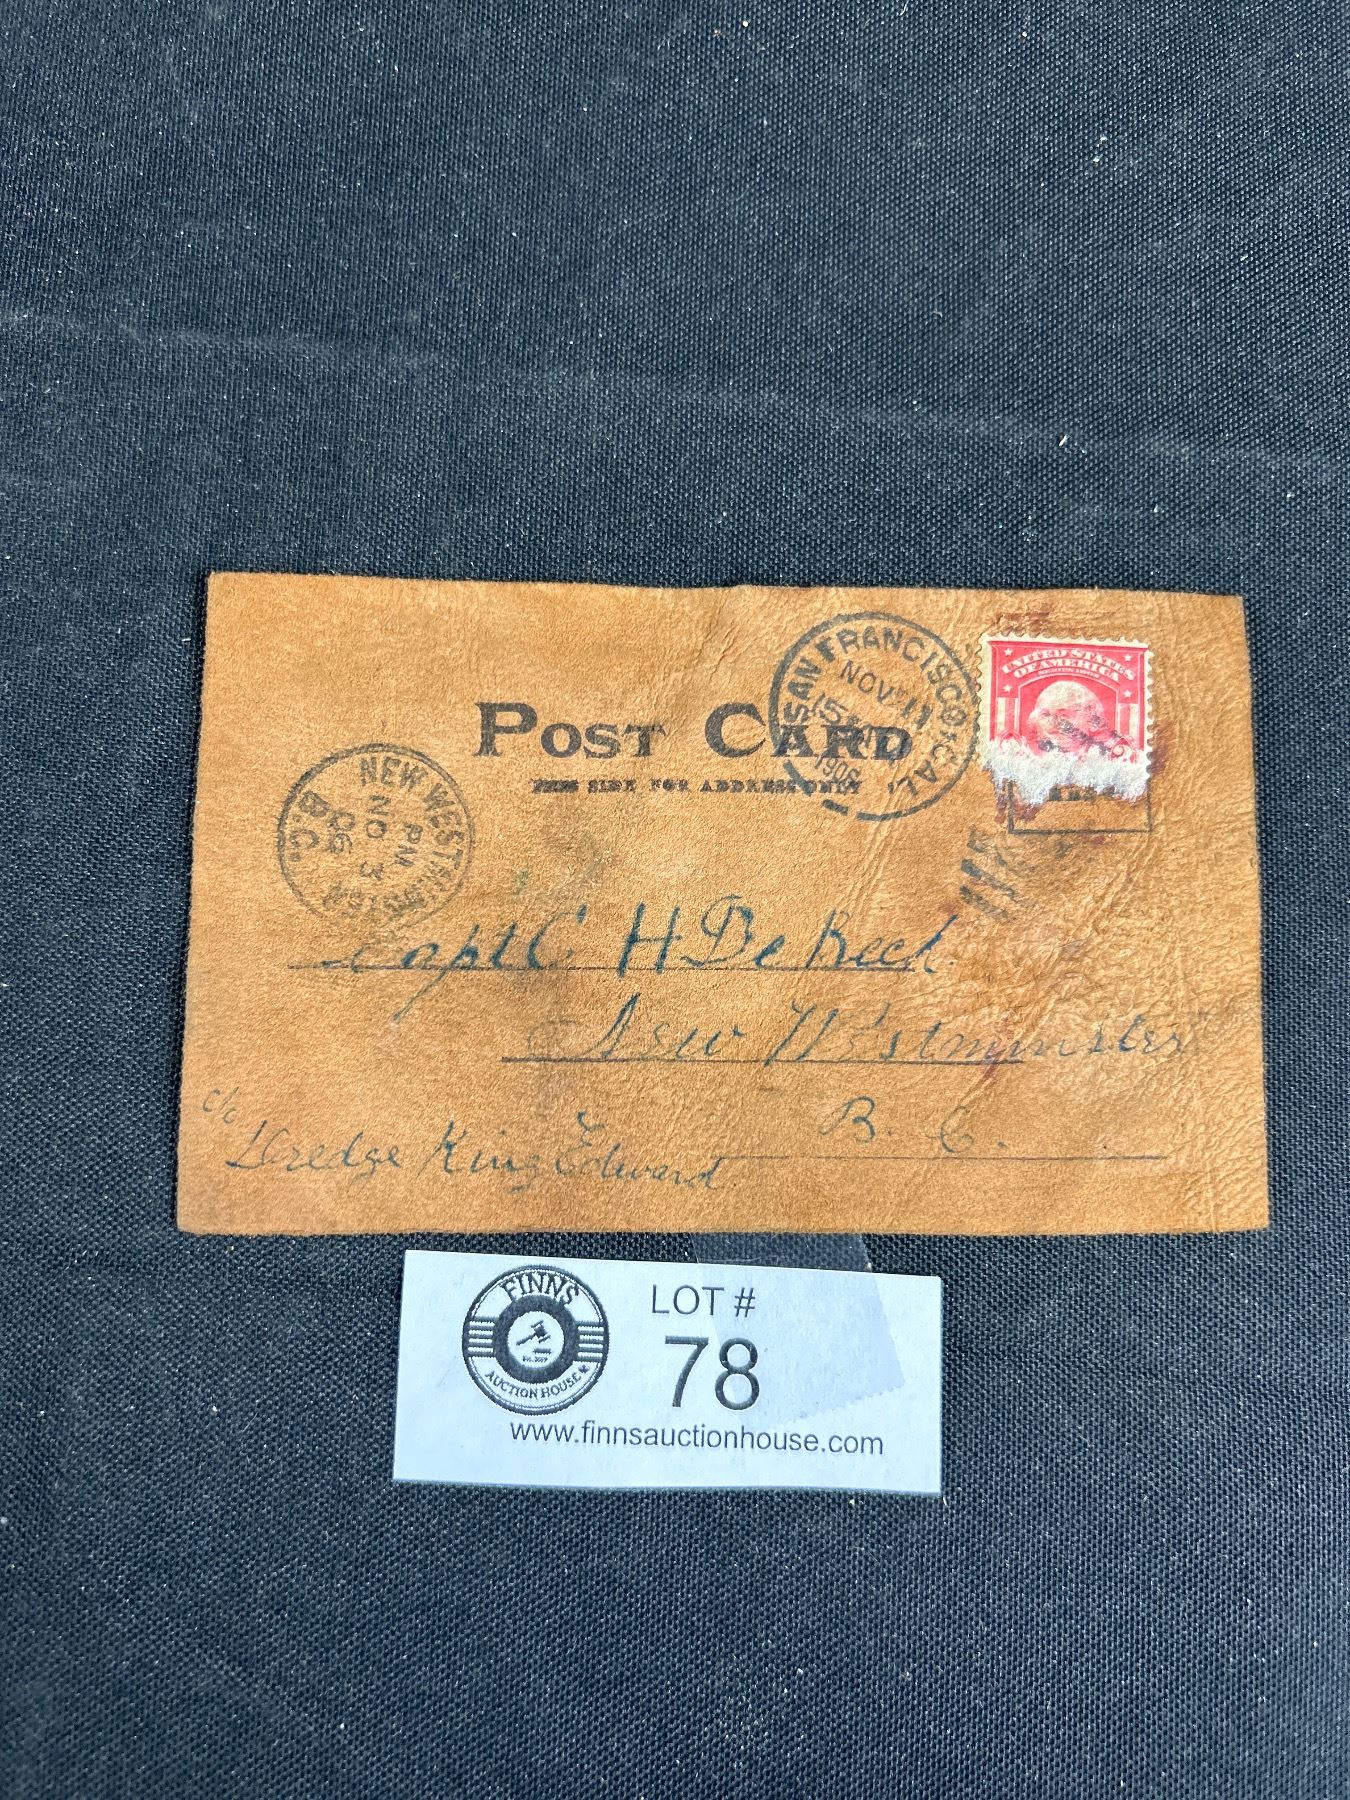 POST CARD
THIS SIDE FOR ADDRESS ONLY
SAN FRANCISCO CAL
NOV
1906
UNITED STATES
OF AMERICA
SERIES 1902
NEW WESTMINSTER
B.C.
PM
NO 3
06
Capt C H De Beck
New Westminster
B. C.
c/o
Dredge King Edward
FINNS
AUCTION HOUSE
LOT #
78
www.finnsauctionhouse.com